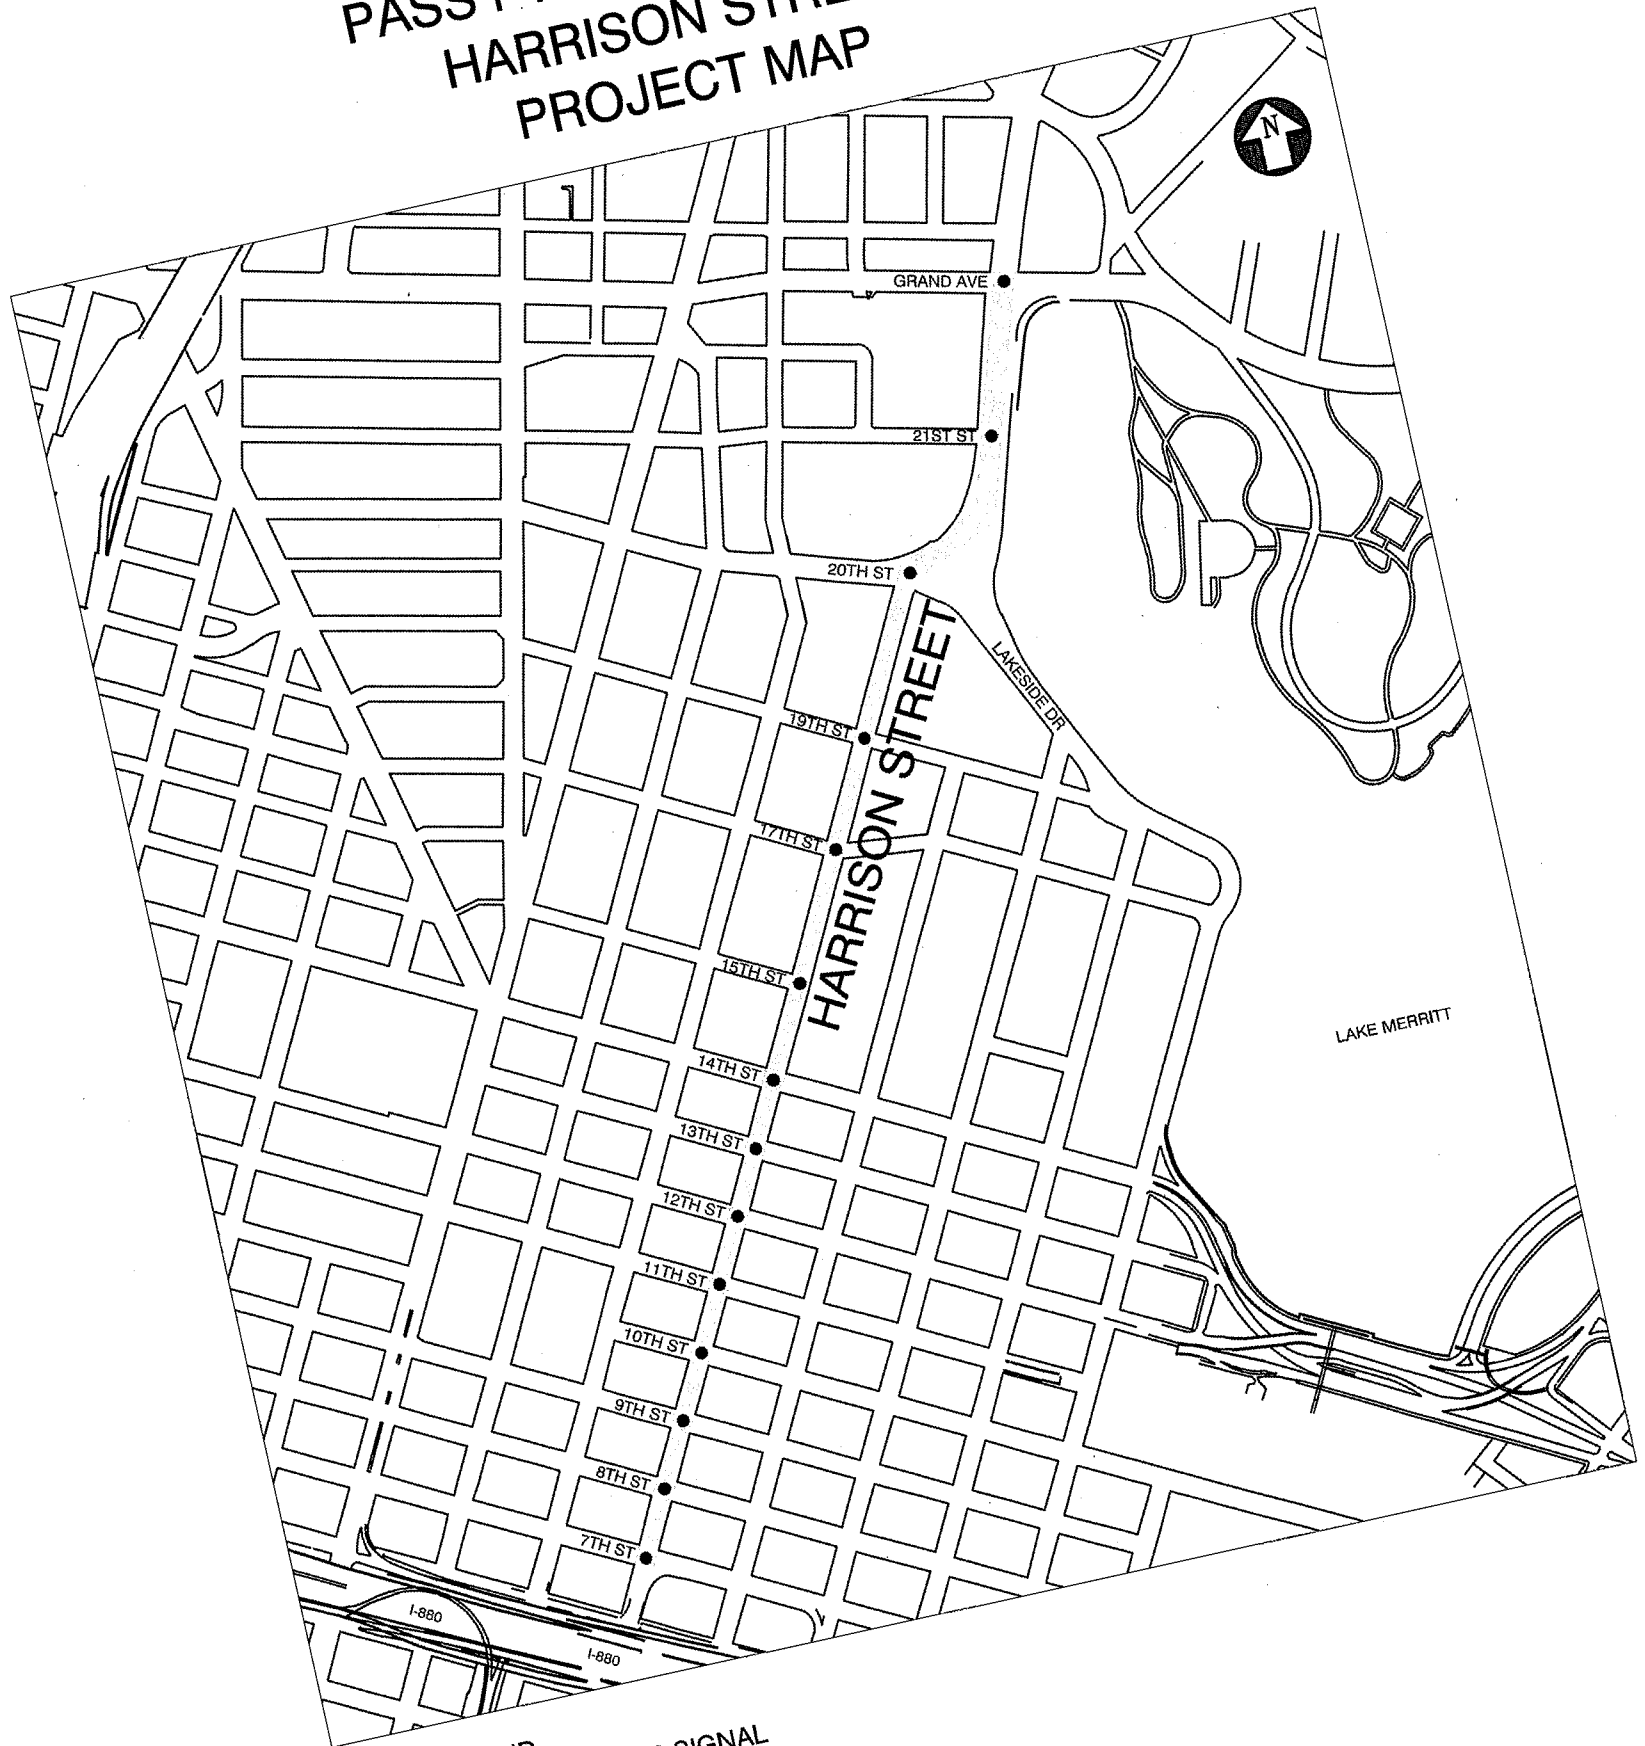 HARRISON
PROJECT MAP
N
GRAND AVE
21ST ST
20TH ST
HARRISON STREET
LAKESIDE DR
19TH ST
17TH ST
15TH ST
LAKE MERRITT
14TH ST
13TH ST
12TH ST
11TH ST
10TH ST
9TH ST
8TH ST
7TH ST
I-880
I-880
SIGNAL